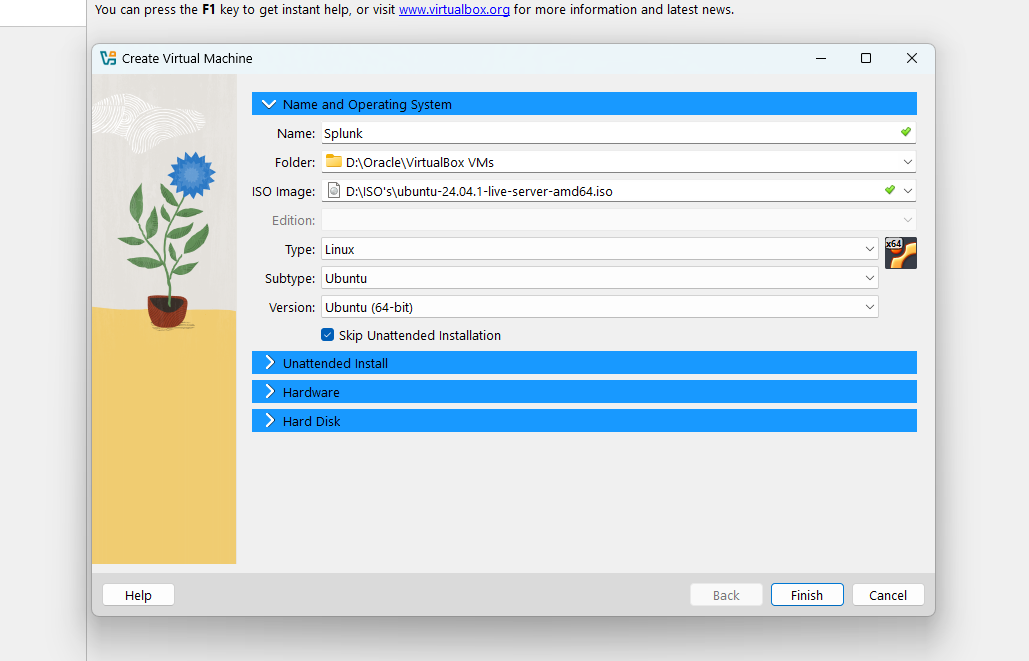 You can press the F1 key to get instant help, or visit www.virtualbox.org for more information and latest news.
Create Virtual Machine
Name and Operating System
Name: Splunk
Folder: D:\Oracle\VirtualBox VMs
ISO Image: D:\ISO's\ubuntu-24.04.1-live-server-amd64.iso
Edition:
Type: Linux
x64
Subtype: Ubuntu
Version: Ubuntu (64-bit)
Skip Unattended Installation
Unattended Install
Hardware
Hard Disk
Help Back Finish Cancel